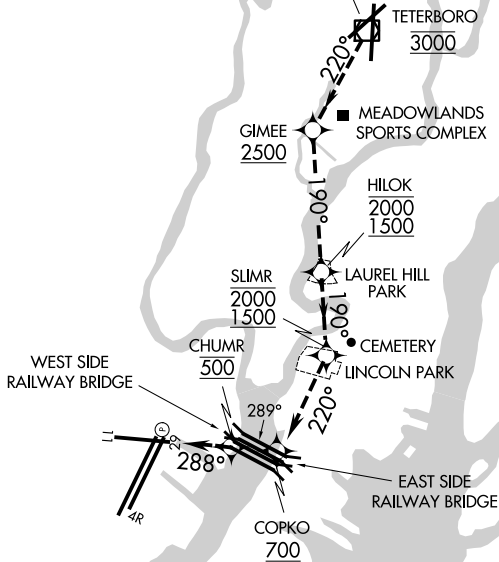 TETERBORO
3000
220°
MEADOWLANDS
SPORTS COMPLEX
GIMEE
2500
190°
HILOK
2000
1500
LAUREL HILL
PARK
SLIMR
2000
1500
190°
CEMETERY
LINCOLN PARK
CHUMR
500
WEST SIDE
RAILWAY BRIDGE
289°
220°
11
P
29
288°
EAST SIDE
RAILWAY BRIDGE
4R
COPKO
700